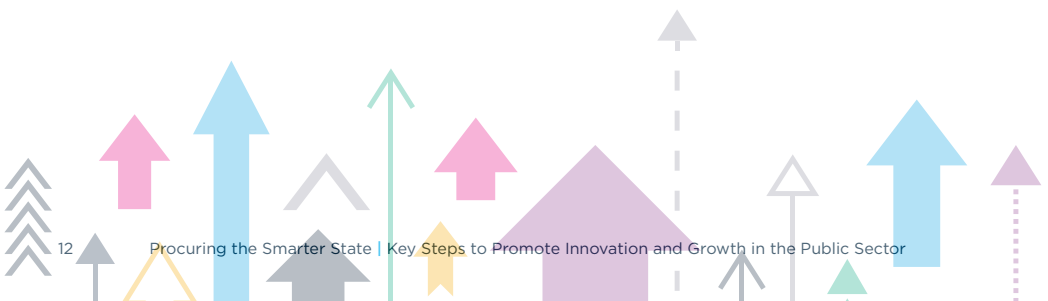 12 Procuring the Smarter State | Key Steps to Promote Innovation and Growth in the Public Sector